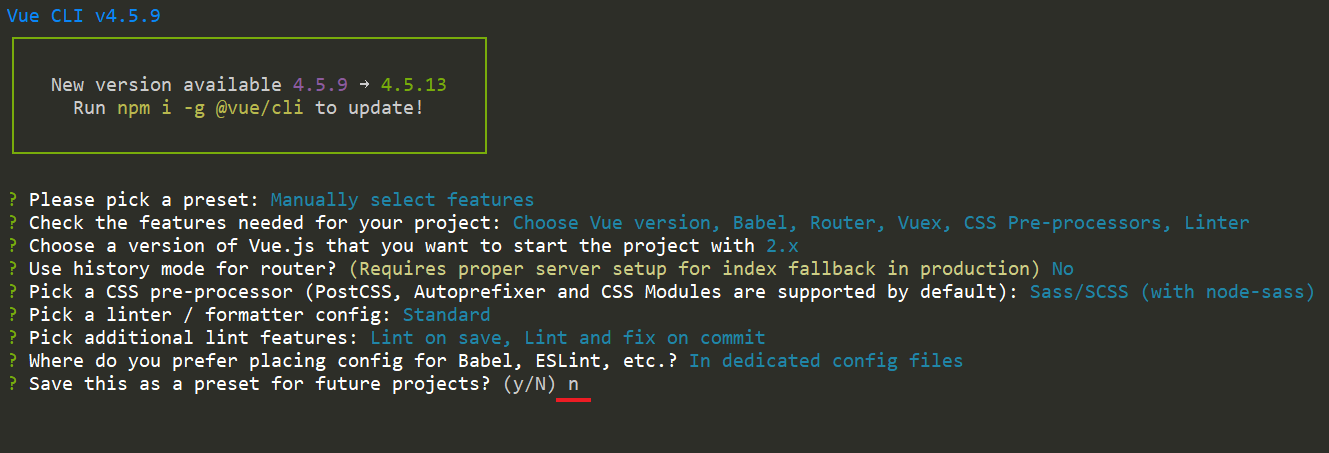 Vue CLI v4.5.9
New version available 4.5.9 → 4.5.13
Run npm i -g @vue/cli to update!
? Please pick a preset: Manually select features
? Check the features needed for your project: Choose Vue version, Babel, Router, Vuex, CSS Pre-processors, Linter
? Choose a version of Vue.js that you want to start the project with 2.x
? Use history mode for router? (Requires proper server setup for index fallback in production) No
? Pick a CSS pre-processor (PostCSS, Autoprefixer and CSS Modules are supported by default): Sass/SCSS (with node-sass)
? Pick a linter / formatter config: Standard
? Pick additional lint features: Lint on save, Lint and fix on commit
? Where do you prefer placing config for Babel, ESLint, etc.? In dedicated config files
? Save this as a preset for future projects? (y/N) n